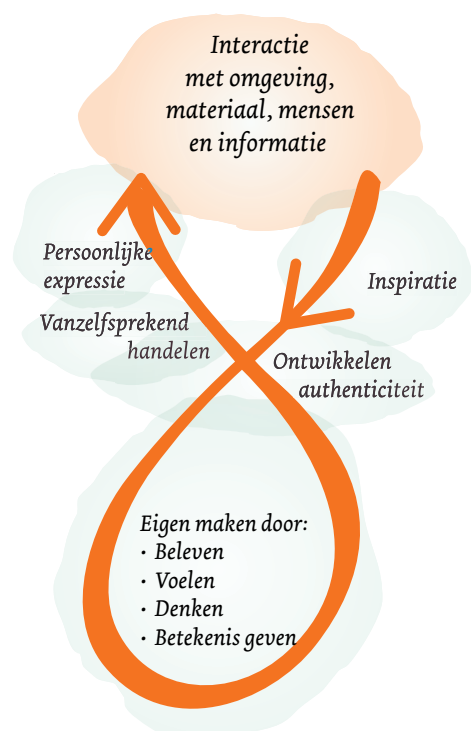 Interactie
met omgeving,
materiaal, mensen
en informatie
Persoonlijke
expressie
Inspiratie
Vanzelfsprekend
handelen
Ontwikkelen
authenticiteit
Eigen maken door:
· Beleven
· Voelen
· Denken
· Betekenis geven